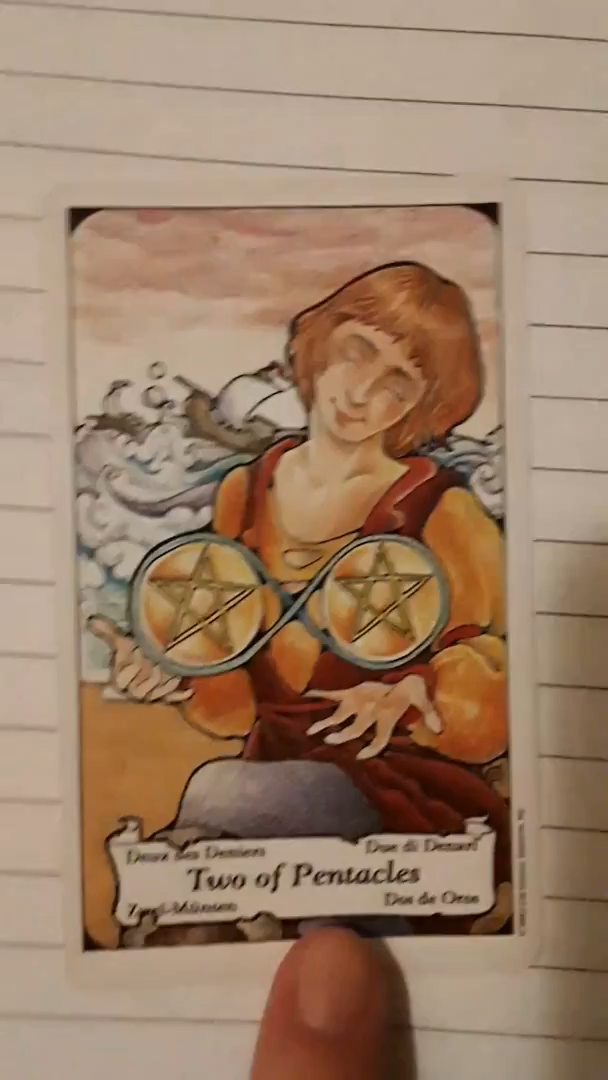 Deux des Deniers
Due di Denari
Two of Pentacles
Zwei-Münzen
Dos de Oros